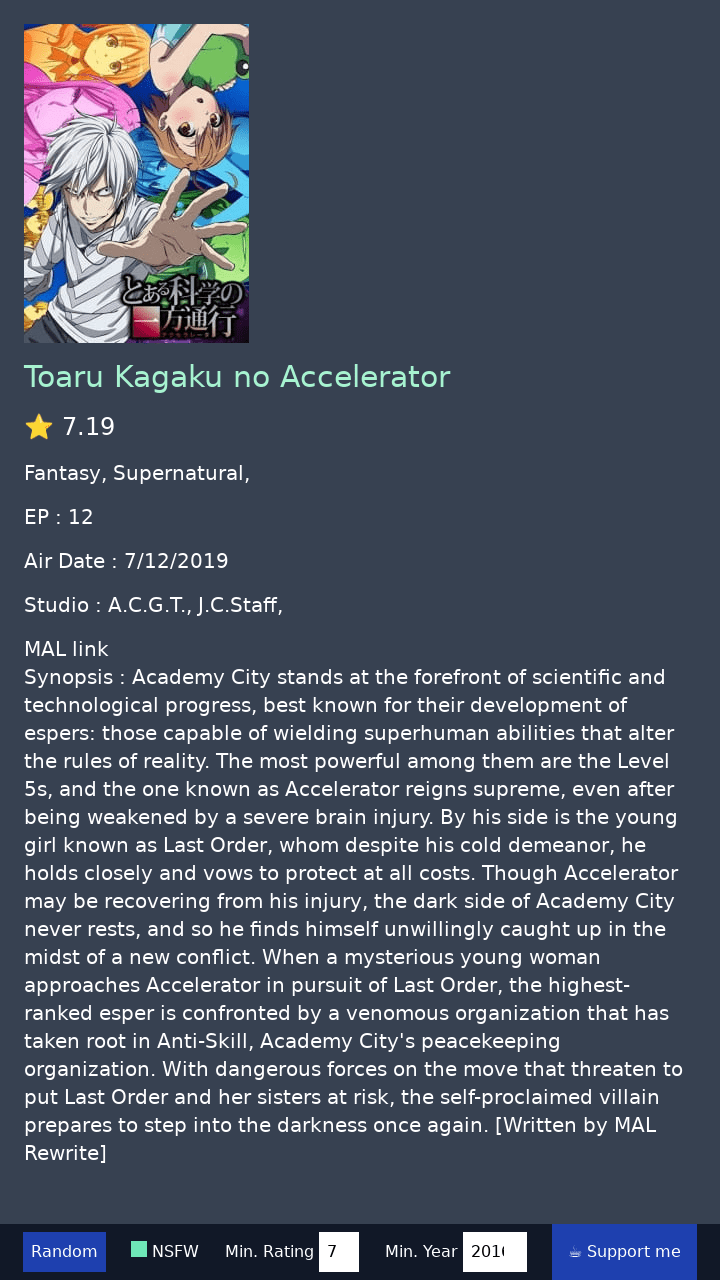 とある科学の
一方通行
Toaru Kagaku no Accelerator
⭐ 7.19
Fantasy, Supernatural,
EP : 12
Air Date : 7/12/2019
Studio : A.C.G.T., J.C.Staff,
MAL link
Synopsis : Academy City stands at the forefront of scientific and
technological progress, best known for their development of
espers: those capable of wielding superhuman abilities that alter
the rules of reality. The most powerful among them are the Level
5s, and the one known as Accelerator reigns supreme, even after
being weakened by a severe brain injury. By his side is the young
girl known as Last Order, whom despite his cold demeanor, he
holds closely and vows to protect at all costs. Though Accelerator
may be recovering from his injury, the dark side of Academy City
never rests, and so he finds himself unwillingly caught up in the
midst of a new conflict. When a mysterious young woman
approaches Accelerator in pursuit of Last Order, the highest-
ranked esper is confronted by a venomous organization that has
taken root in Anti-Skill, Academy City's peacekeeping
organization. With dangerous forces on the move that threaten to
put Last Order and her sisters at risk, the self-proclaimed villain
prepares to step into the darkness once again. [Written by MAL
Rewrite]
Random NSFW Min. Rating 7 Min. Year ☕ Support me